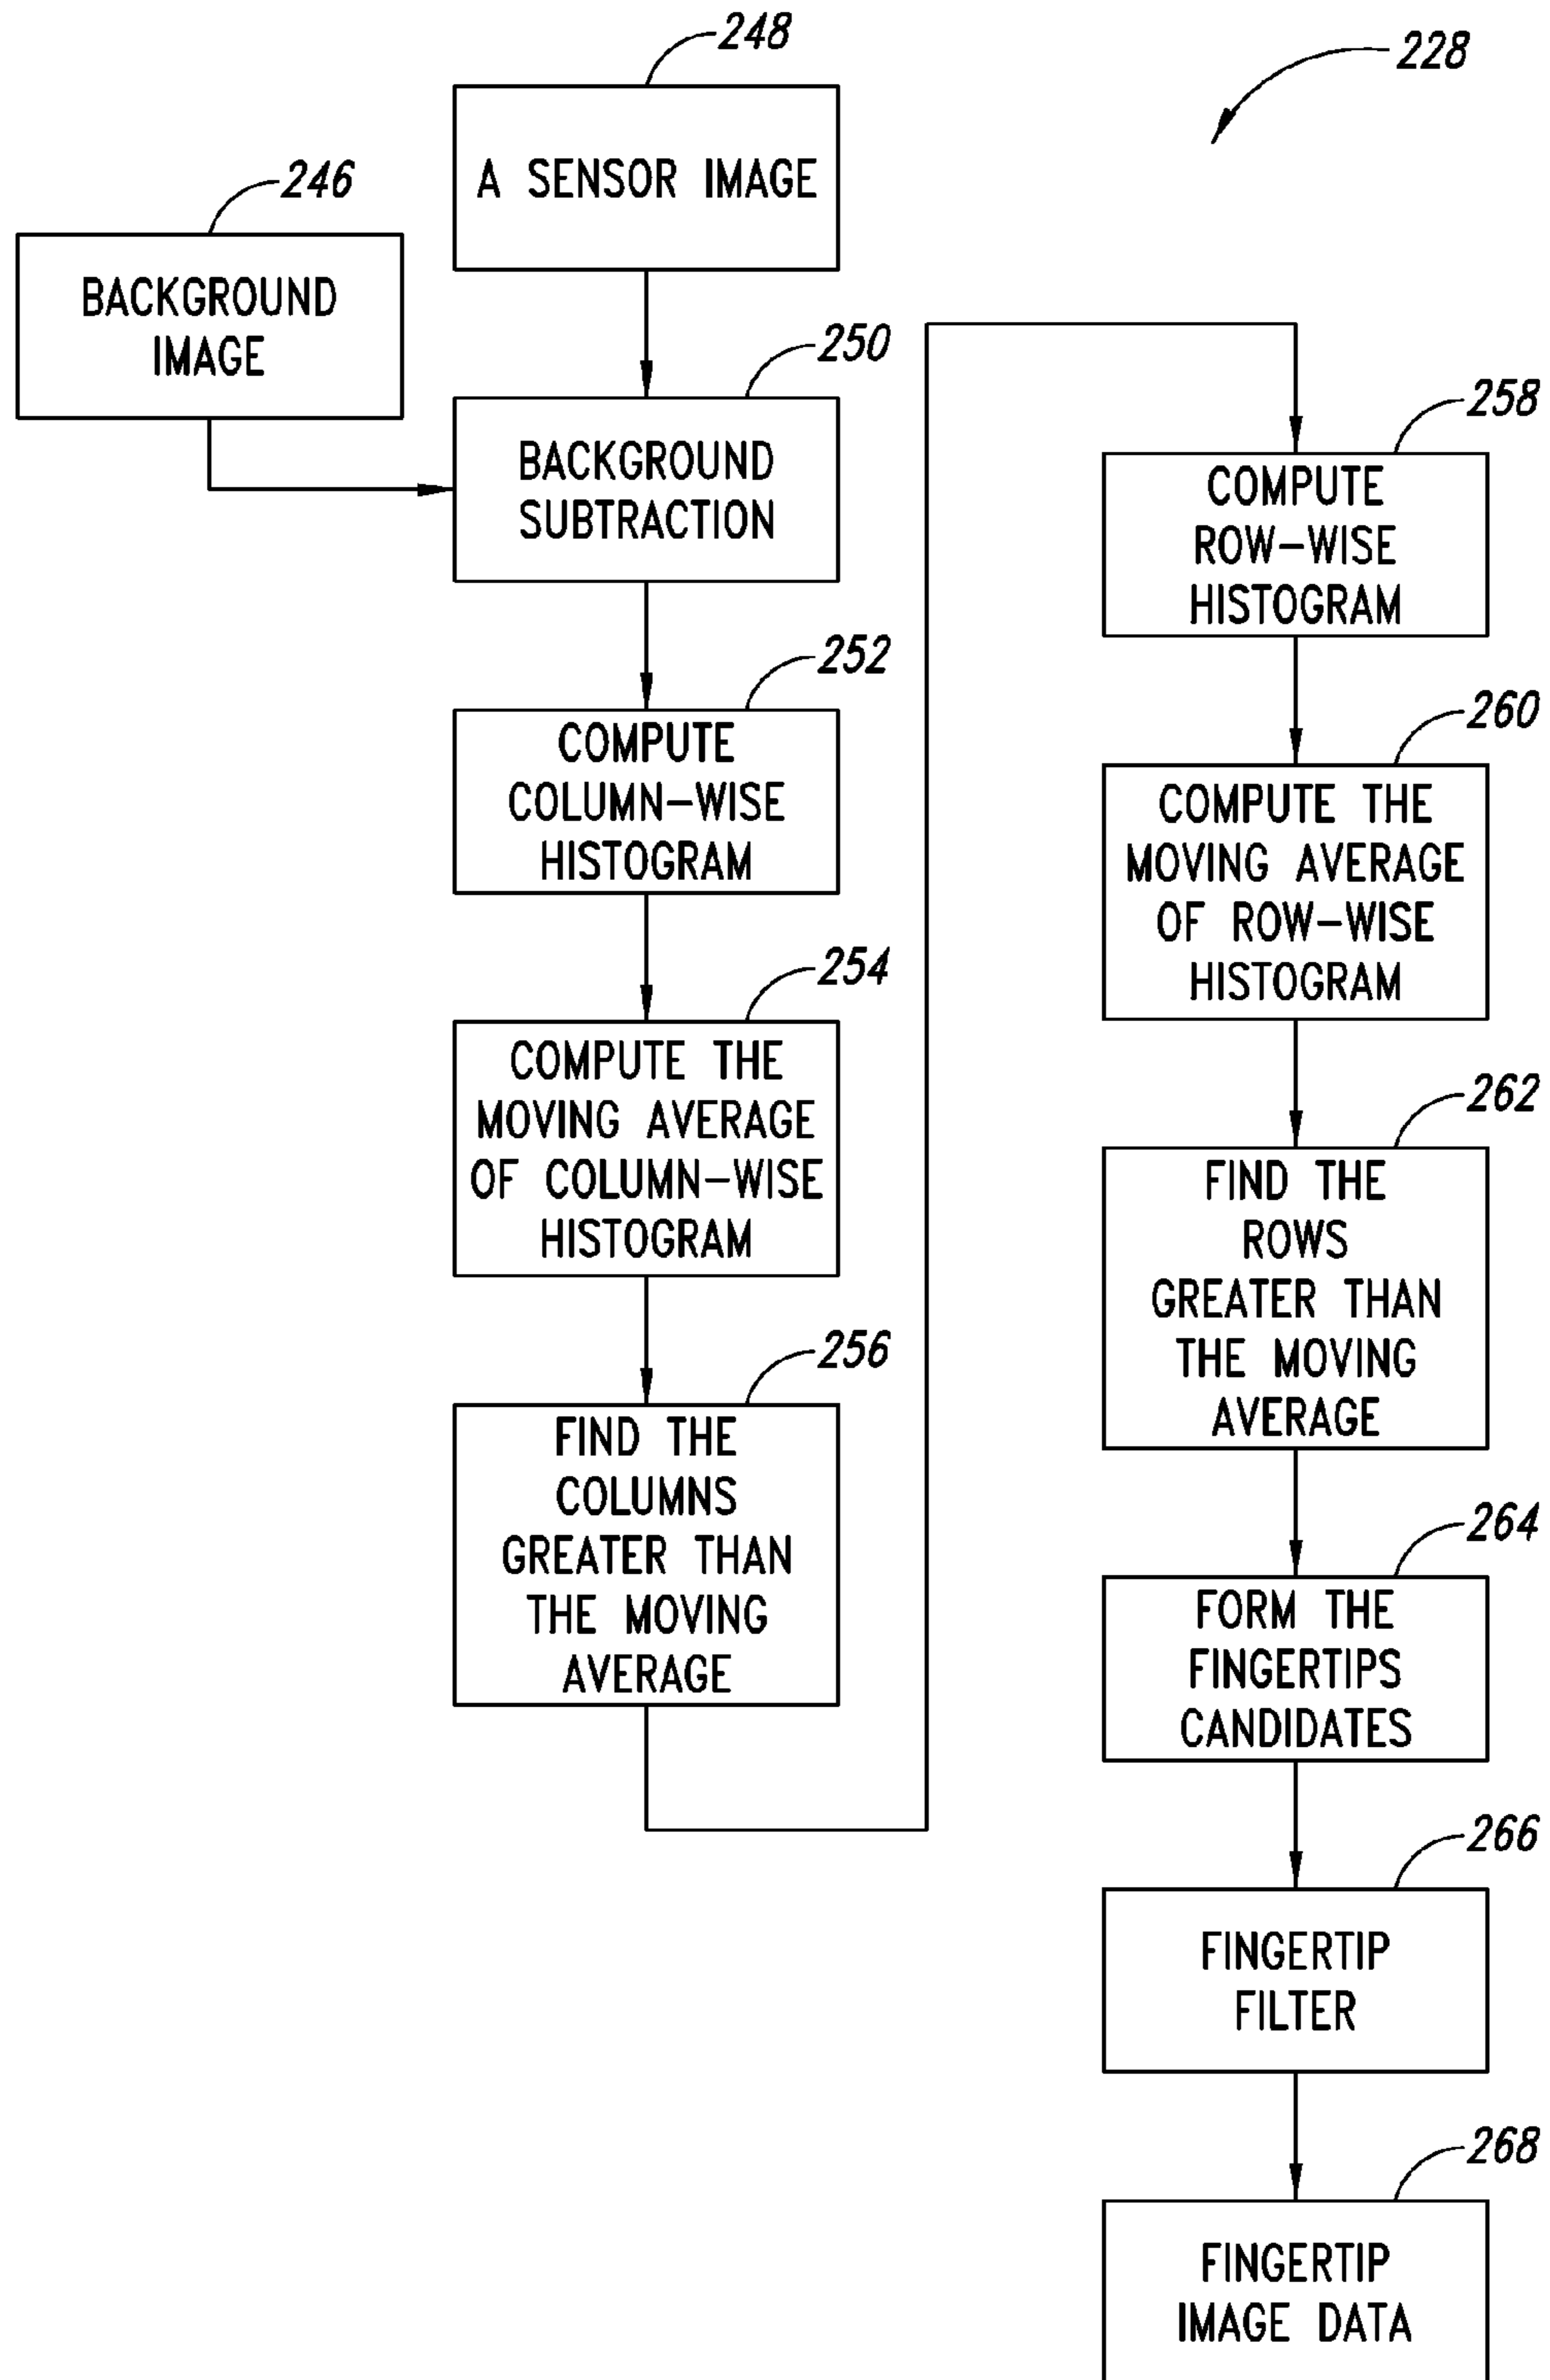 248
A SENSOR IMAGE
228
246
BACKGROUND
IMAGE
250
BACKGROUND
SUBTRACTION
252
COMPUTE
COLUMN-WISE
HISTOGRAM
254
COMPUTE THE
MOVING AVERAGE
OF COLUMN-WISE
HISTOGRAM
256
FIND THE
COLUMNS
GREATER THAN
THE MOVING
AVERAGE
258
COMPUTE
ROW-WISE
HISTOGRAM
260
COMPUTE THE
MOVING AVERAGE
OF ROW-WISE
HISTOGRAM
262
FIND THE
ROWS
GREATER THAN
THE MOVING
AVERAGE
264
FORM THE
FINGERTIPS
CANDIDATES
266
FINGERTIP
FILTER
268
FINGERTIP
IMAGE DATA